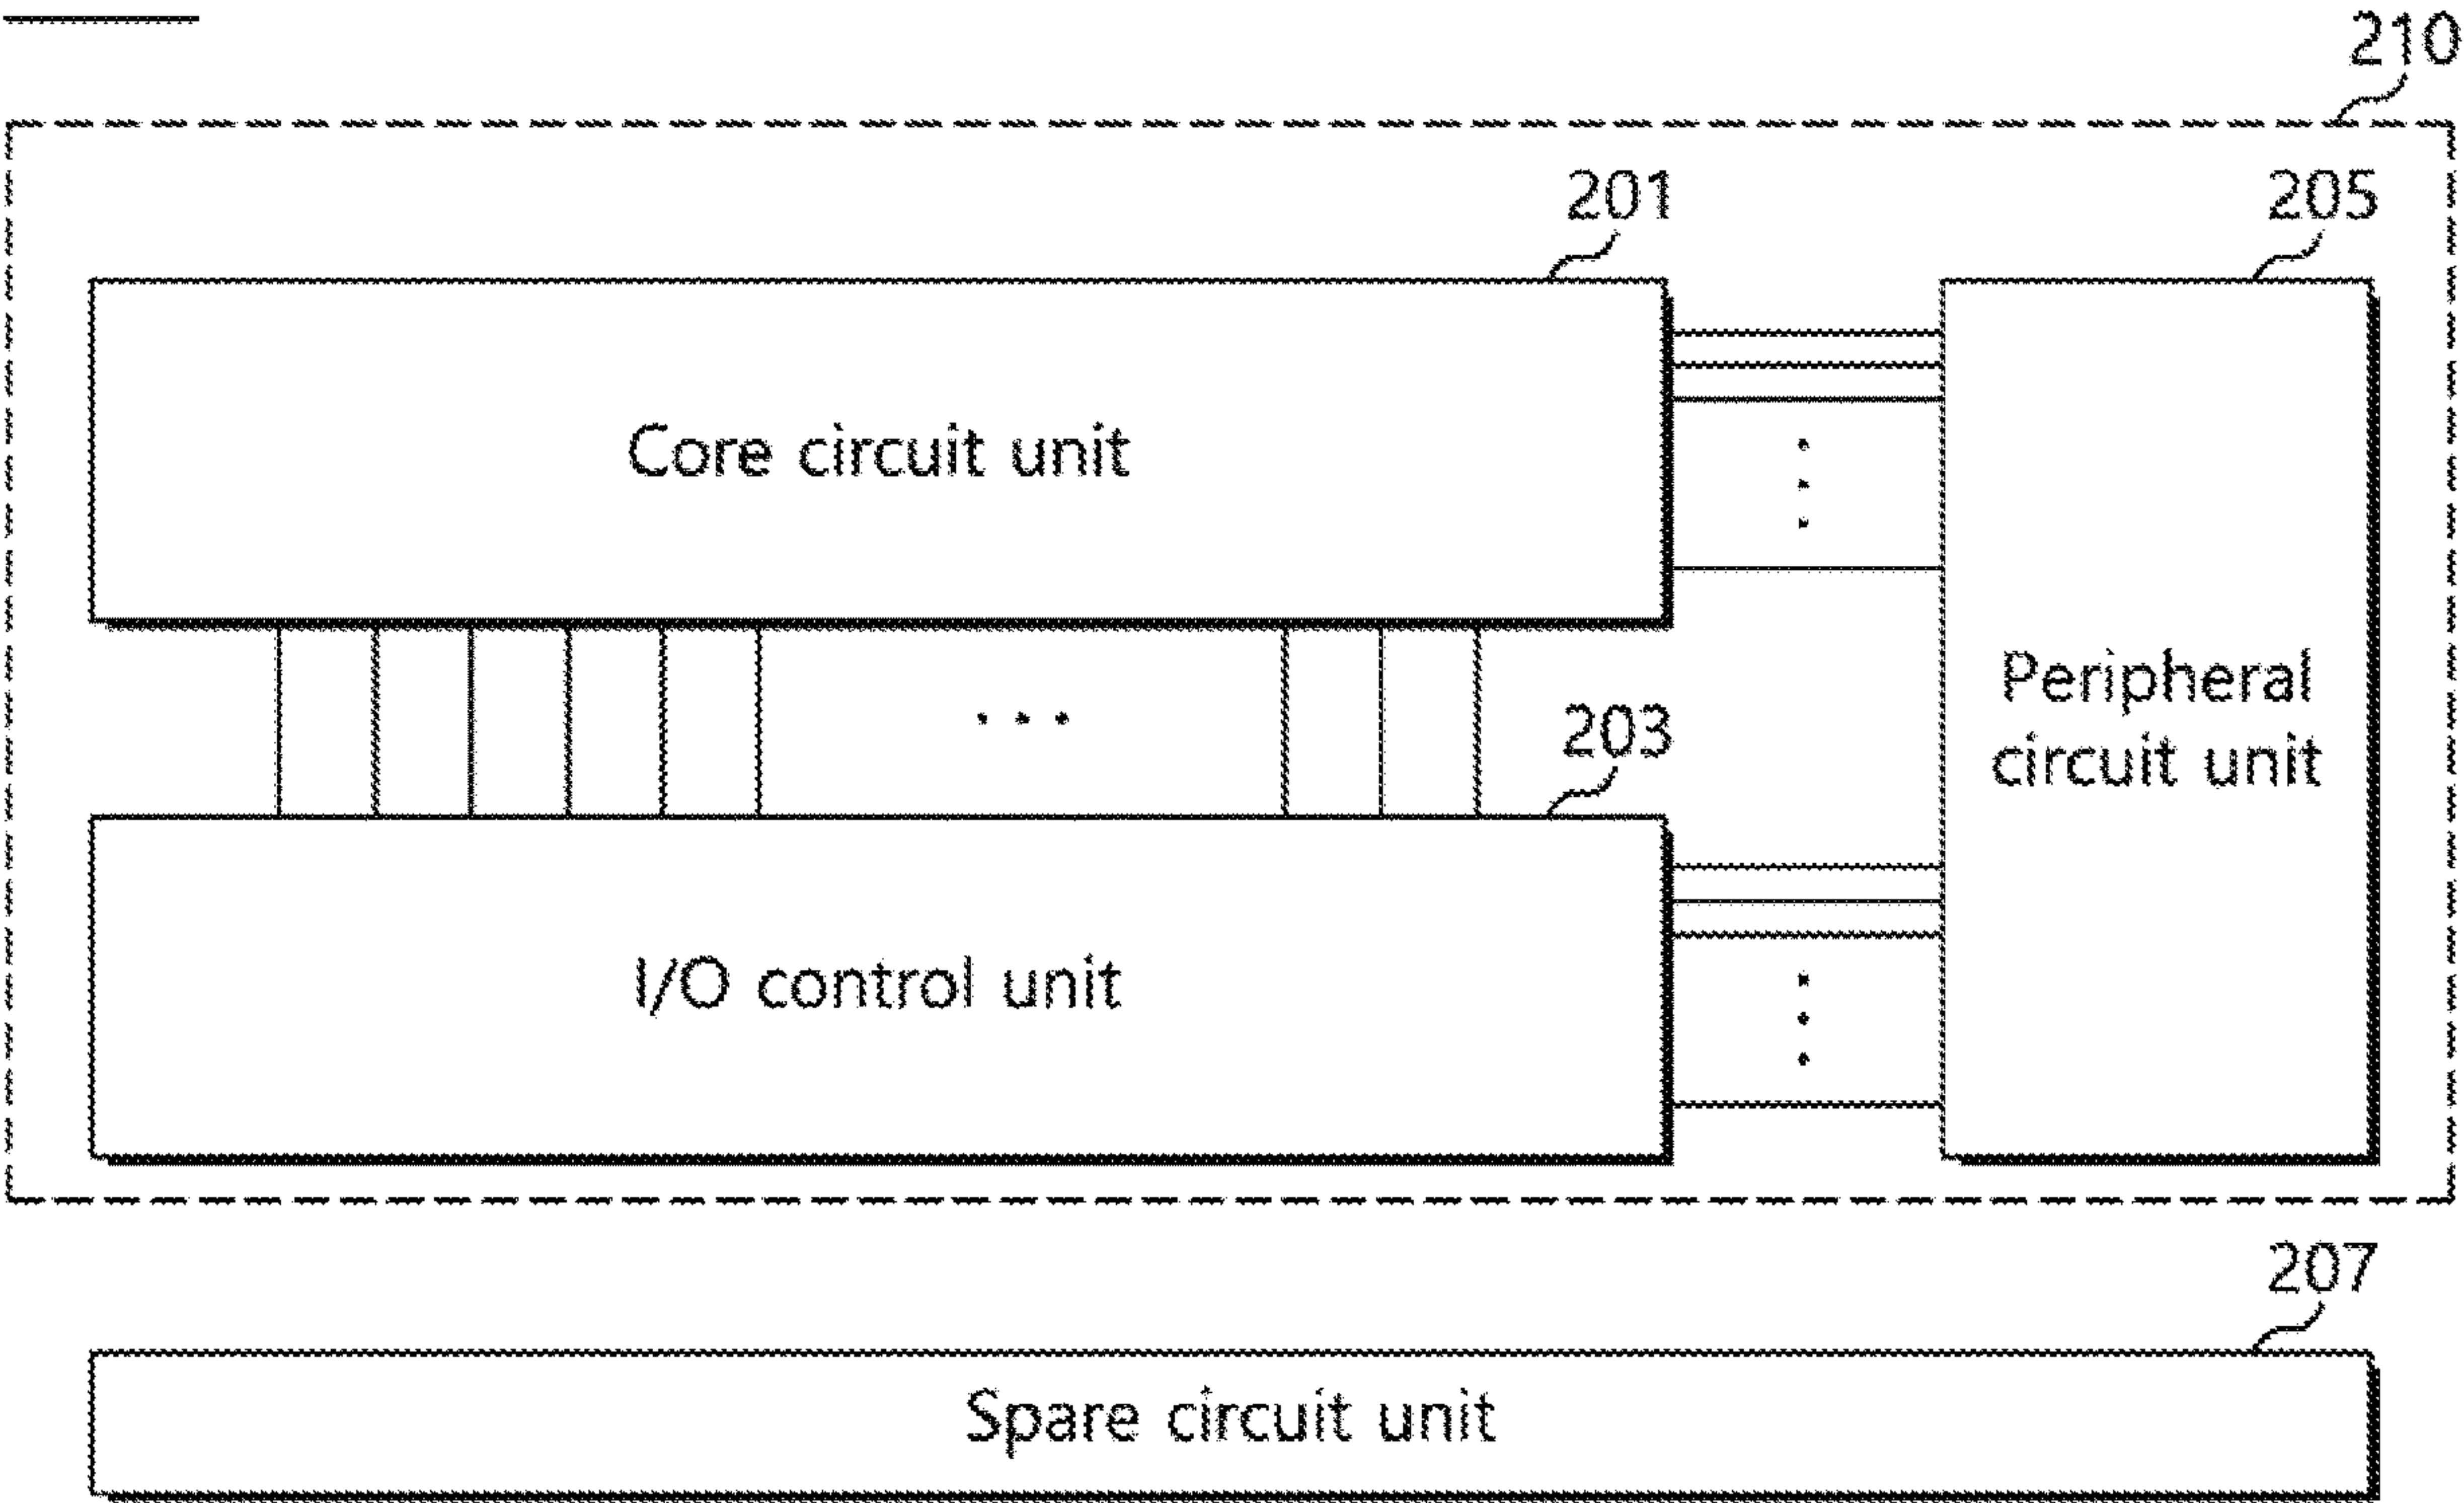 210
201
205
Core circuit unit
Peripheral
circuit unit
203
I/O control unit
207
Spare circuit unit